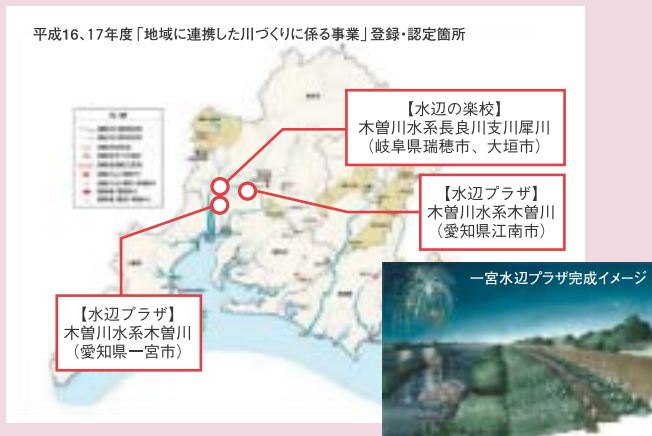 平成16、17年度「地域に連携した川づくりに係る事業」登録・認定箇所
【水辺の楽校】
木曽川水系長良川支川犀川
（岐阜県瑞穂市、大垣市）
【水辺プラザ】
木曽川水系木曽川
（愛知県江南市）
一宮水辺プラザ完成イメージ
【水辺プラザ】
木曽川水系木曽川
（愛知県一宮市）